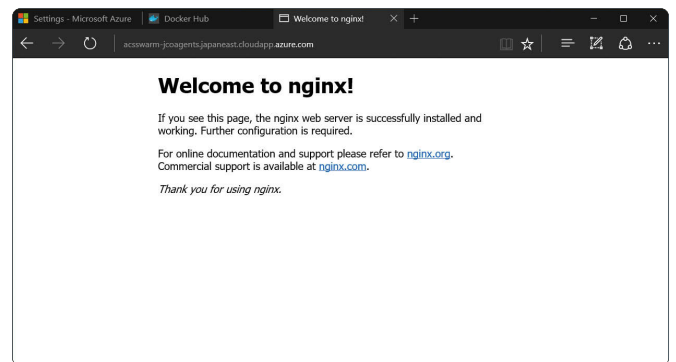 Settings - Microsoft Azure
Docker Hub
Welcome to nginx!
acsswarm-jcoagents.japaneast.cloudapp.azure.com
Welcome to nginx!
If you see this page, the nginx web server is successfully installed and
working. Further configuration is required.
For online documentation and support please refer to nginx.org.
Commercial support is available at nginx.com.
Thank you for using nginx.